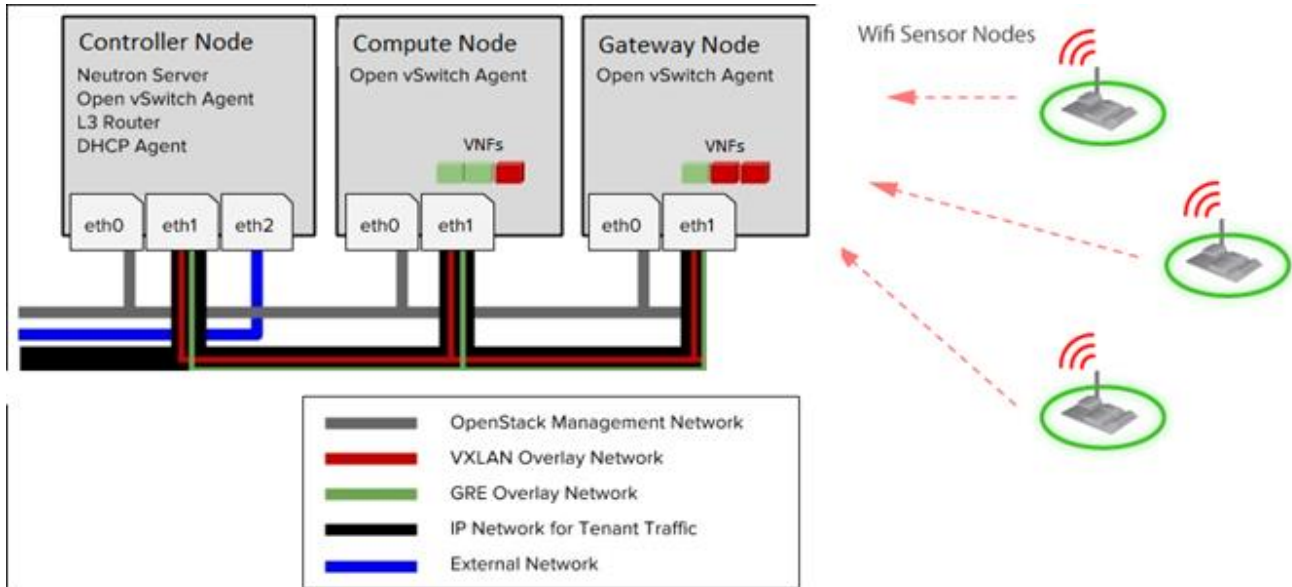 Controller Node
Neutron Server
Open vSwitch Agent
L3 Router
DHCP Agent
eth0
eth1
eth2
Compute Node
Open vSwitch Agent
VNFs
eth0
eth1
Gateway Node
Open vSwitch Agent
VNFs
eth0
eth1
Wifi Sensor Nodes
OpenStack Management Network
VXLAN Overlay Network
GRE Overlay Network
IP Network for Tenant Traffic
External Network